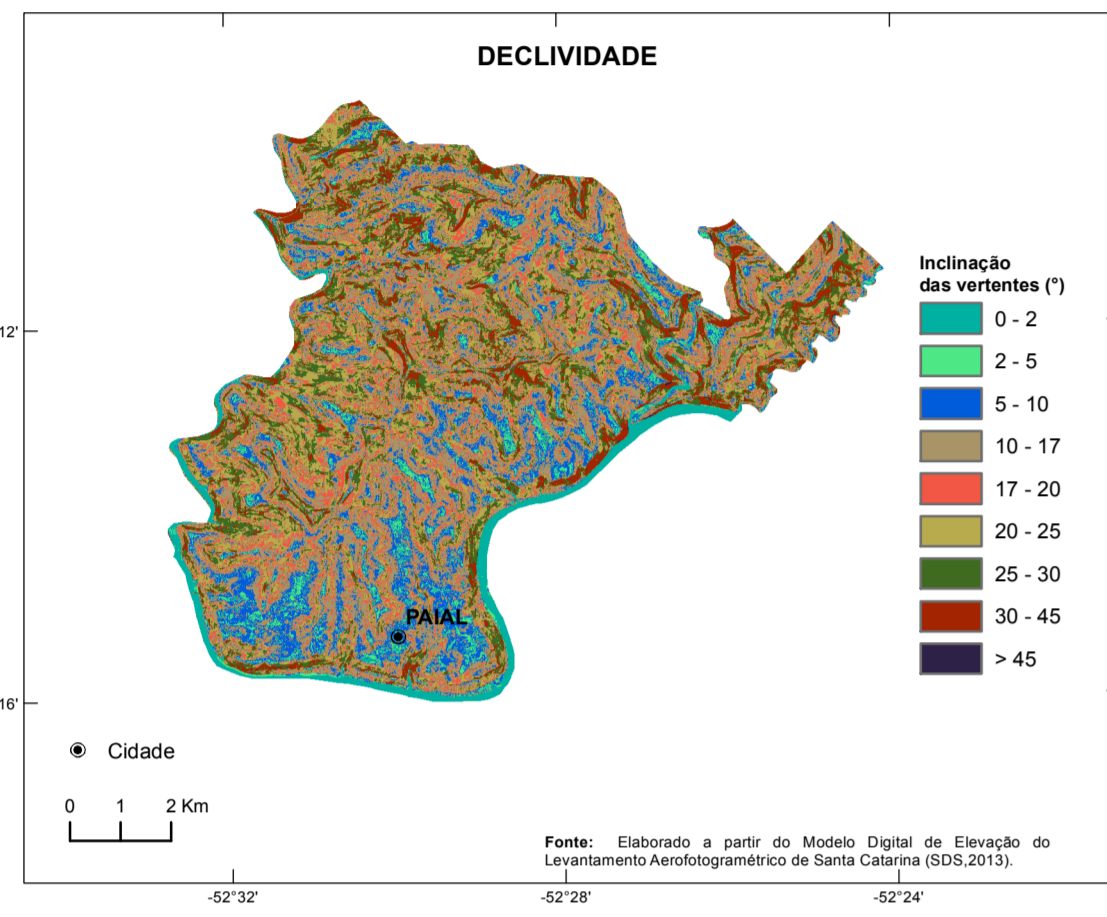 DECLIVIDADE
Inclinação
das vertentes (°)
0 - 2
2 - 5
5 - 10
10 - 17
17 - 20
20 - 25
25 - 30
30 - 45
> 45
12'
PAIAL
16'
Cidade
0 1 2 Km
Fonte: Elaborado a partir do Modelo Digital de Elevação do
Levantamento Aerofotogramétrico de Santa Catarina (SDS,2013).
-52°32' -52°28' -52°24'